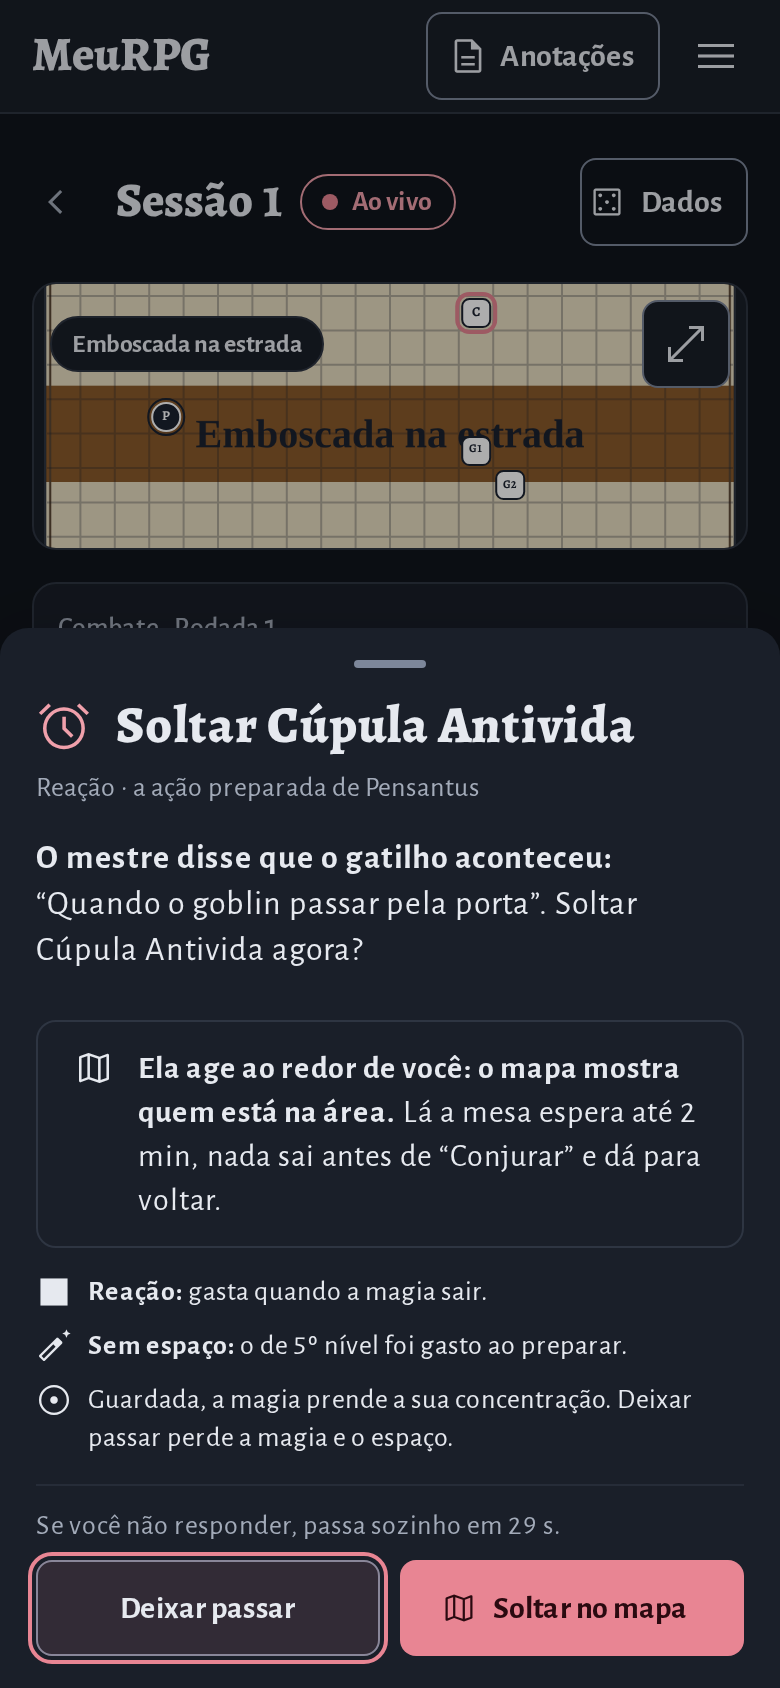 MeuRPG
Anotações
Sessão 1
Ao vivo
Dados
C
Emboscada na estrada
P
Emboscada na estrada
G1
G2
Combate · Rodada 1
Soltar Cúpula Antivida
Reação · a ação preparada de Pensantus
O mestre disse que o gatilho aconteceu:
“Quando o goblin passar pela porta”. Soltar
Cúpula Antivida agora?
Ela age ao redor de você: o mapa mostra
quem está na área. Lá a mesa espera até 2
min, nada sai antes de “Conjurar” e dá para
voltar.
Reação: gasta quando a magia sair.
Sem espaço: o de 5º nível foi gasto ao preparar.
Guardada, a magia prende a sua concentração. Deixar
passar perde a magia e o espaço.
Se você não responder, passa sozinho em 29 s.
Deixar passar
Soltar no mapa